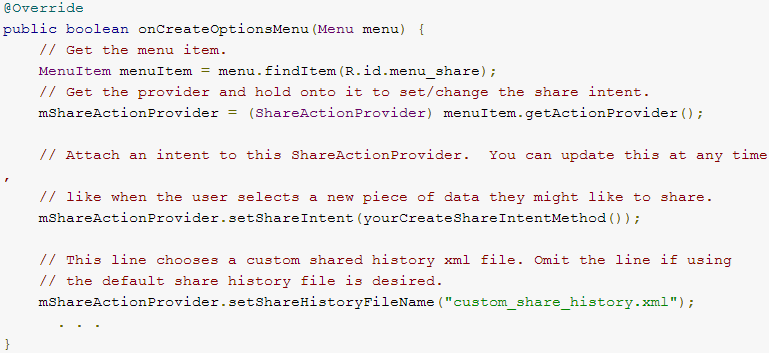 @Override
public boolean onCreateOptionsMenu(Menu menu) {
    // Get the menu item.
    MenuItem menuItem = menu.findItem(R.id.menu_share);
    // Get the provider and hold onto it to set/change the share intent.
    mShareActionProvider = (ShareActionProvider) menuItem.getActionProvider();

    // Attach an intent to this ShareActionProvider.  You can update this at any time
,
    // like when the user selects a new piece of data they might like to share.
    mShareActionProvider.setShareIntent(yourCreateShareIntentMethod());

    // This line chooses a custom shared history xml file. Omit the line if using
    // the default share history file is desired.
    mShareActionProvider.setShareHistoryFileName("custom_share_history.xml");
      . . .
}